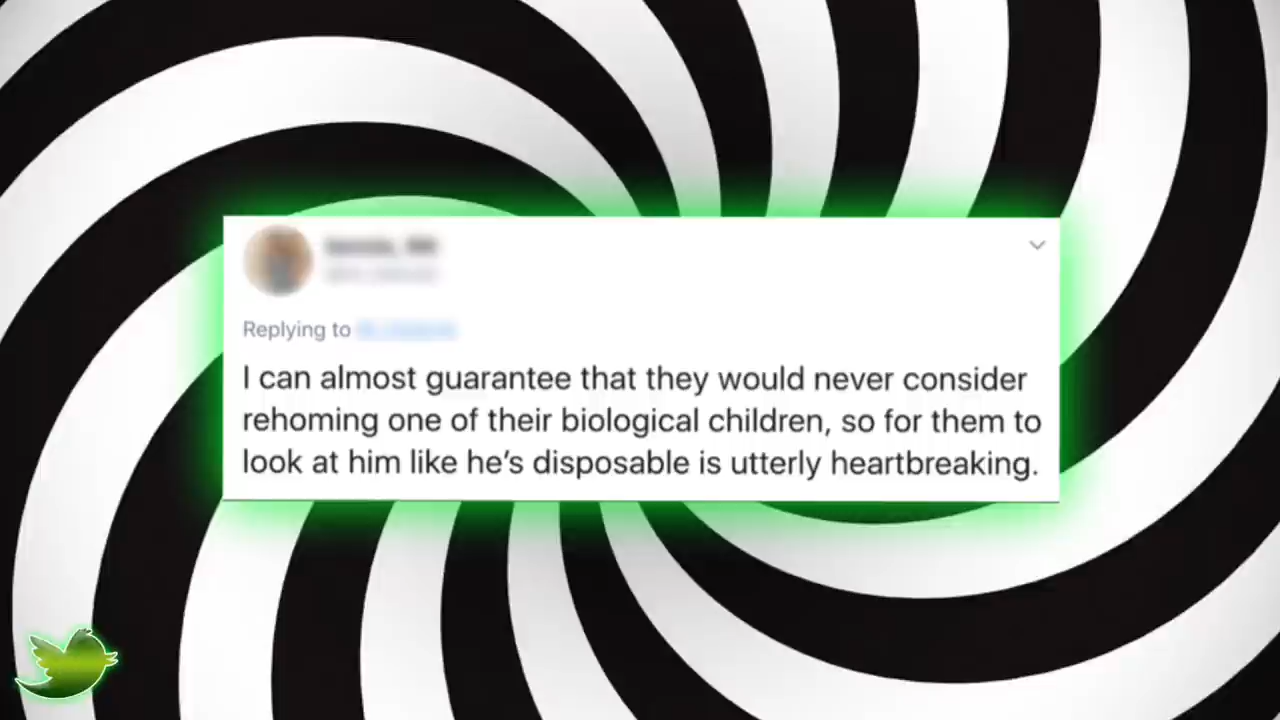 Replying to
I can almost guarantee that they would never consider
rehoming one of their biological children, so for them to
look at him like he's disposable is utterly heartbreaking.